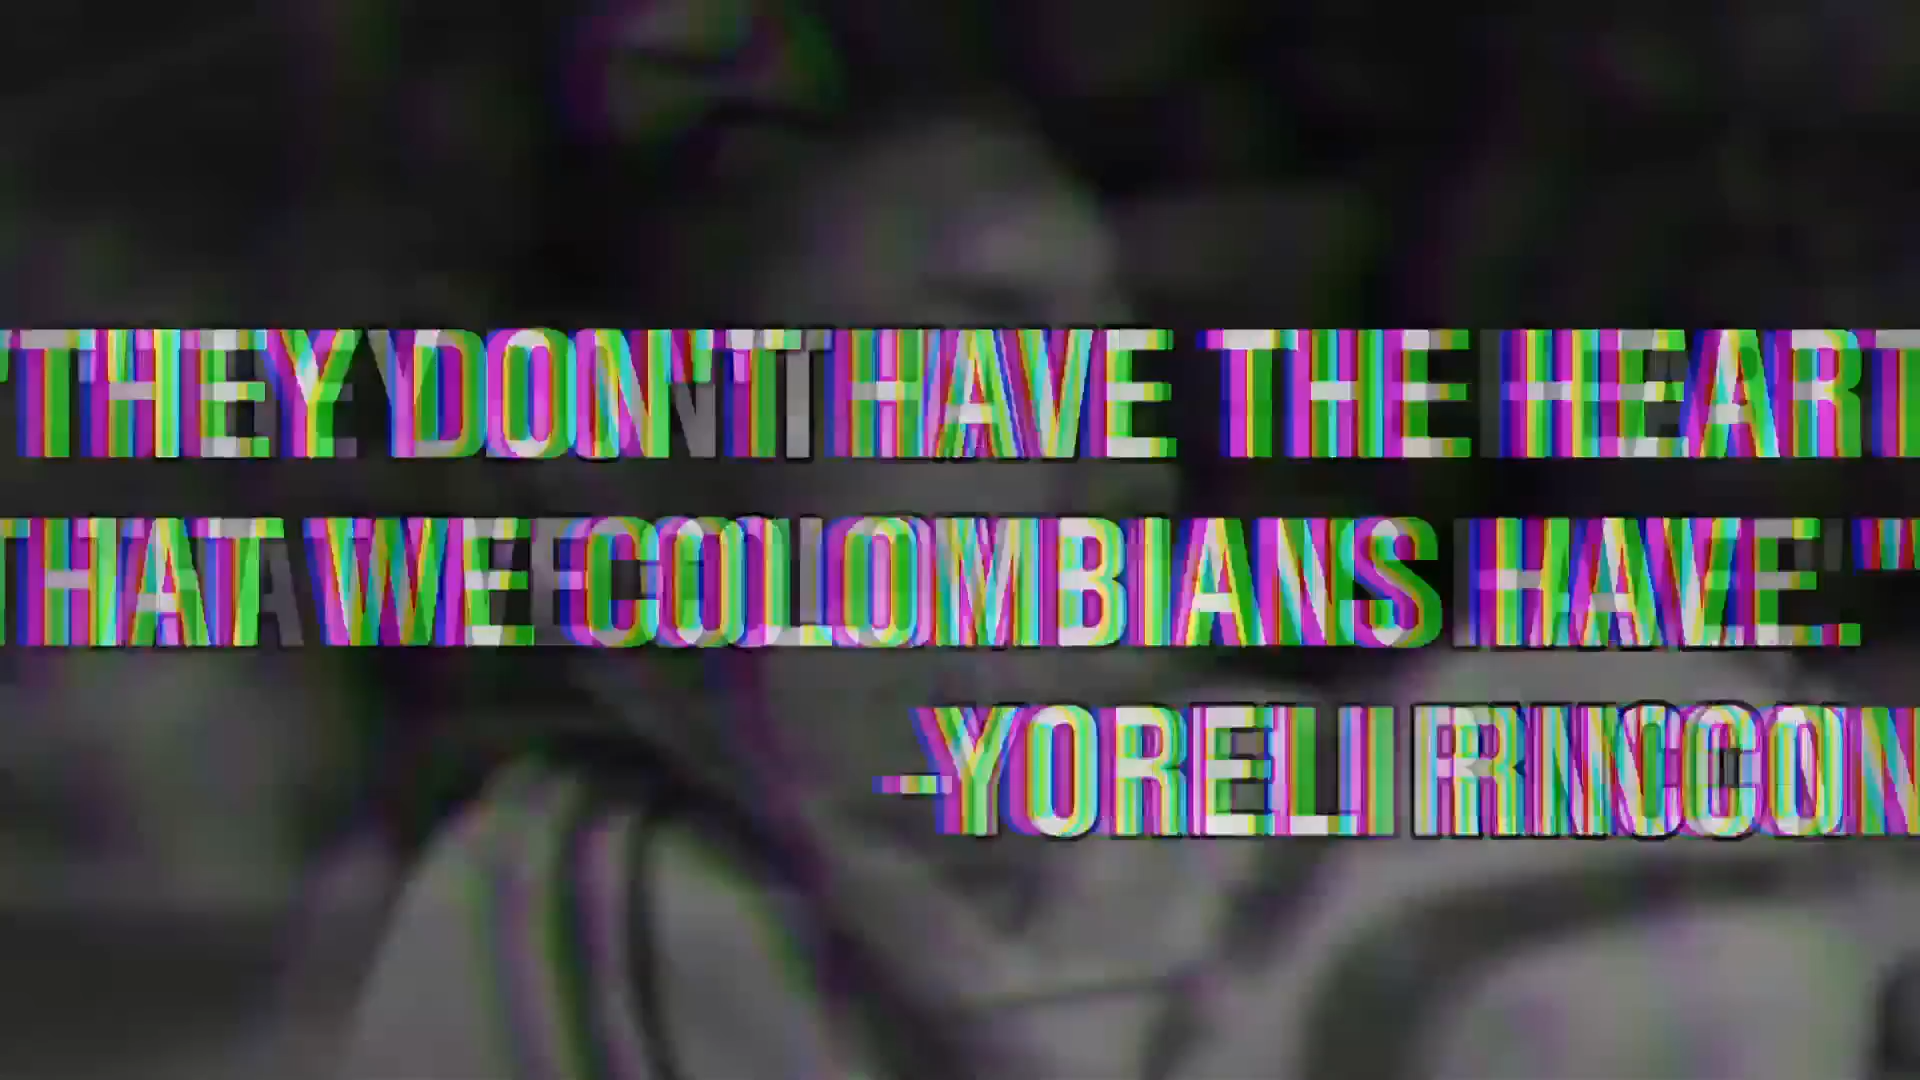 "THEY DON'T HAVE THE HEART
THAT WE COLOMBIANS HAVE."
-YORELI RINCON